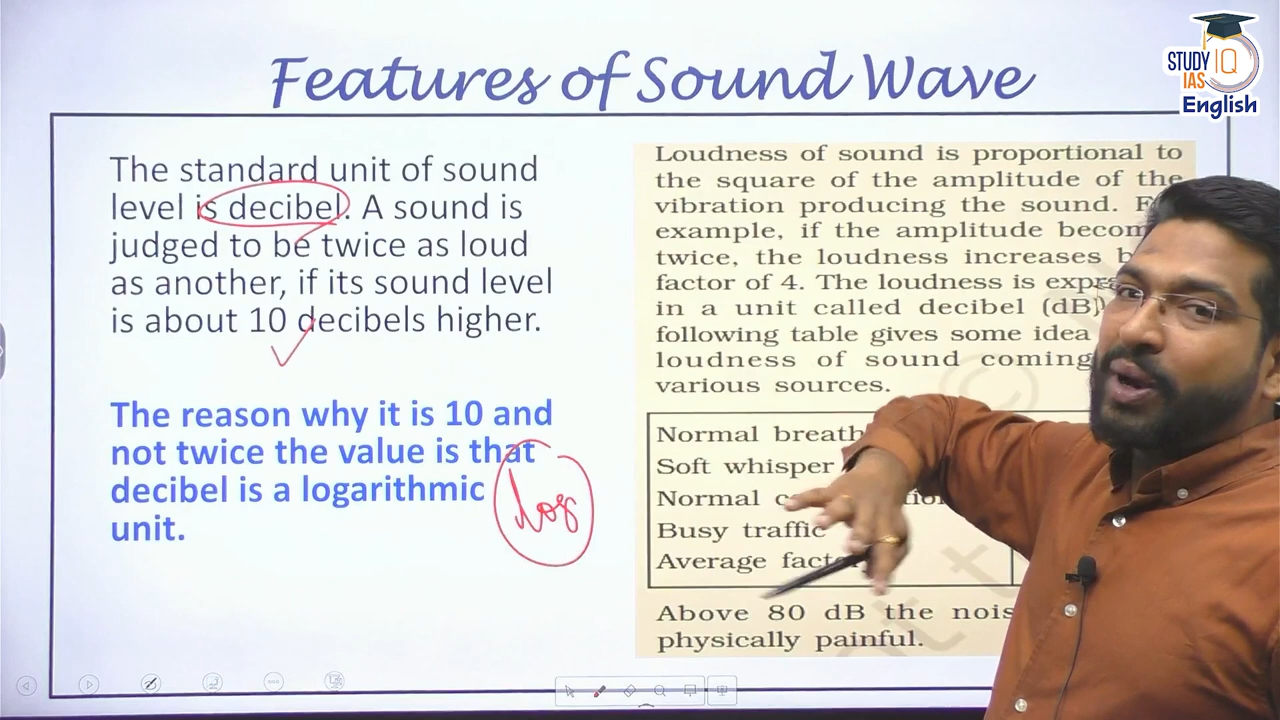 Features of Sound Wave
STUDY IQ
IAS
English
The standard unit of sound
level is decibel. A sound is
judged to be twice as loud
as another, if its sound level
is about 10 decibels higher.
The reason why it is 10 and
not twice the value is that
decibel is a logarithmic
unit.
log
Loudness of sound is proportional to
the square of the amplitude of the
vibration producing the sound.
example, if the amplitude
twice, the loudness increases
factor of 4. The loudness is
in a unit called decibel (dB)
following table gives some idea
loudness of sound coming
various sources.
Normal
Soft whisper
Normal
Busy traffic
Average
Above 80 dB the
physically painful.